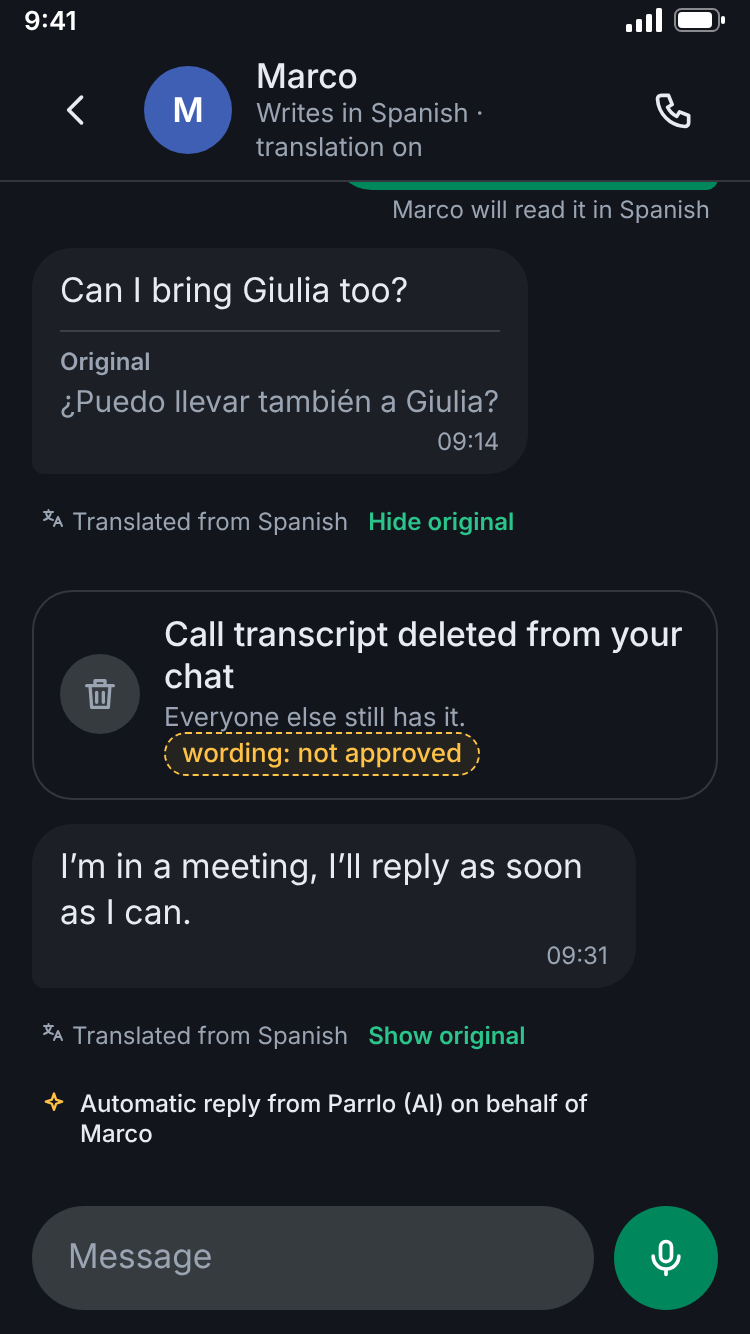 9:41
M
Marco
Writes in Spanish ·
translation on
Marco will read it in Spanish
Can I bring Giulia too?
Original
¿Puedo llevar también a Giulia?
09:14
Translated from Spanish Hide original
Call transcript deleted from your
chat
Everyone else still has it.
wording: not approved
I’m in a meeting, I’ll reply as soon
as I can.
09:31
Translated from Spanish Show original
Automatic reply from Parrlo (AI) on behalf of
Marco
Message